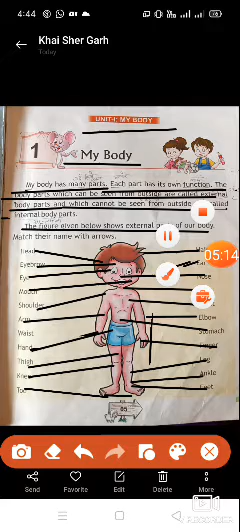 4:44
Khai Sher Garh
Today
UNIT-I: MY BODY
1 My Body
My body has many parts. Each part has its own function. The
body parts which can be seen from outside are called external
body parts and which cannot be seen from outside
internal body parts.
The figure given below shows external parts of our body.
Match their name with arrows.
Head
Eyebrow
Eye
Nose
Mouth
Shoulder
Arm
Elbow
Waist
Stomach
Hand
Finger
Thigh
Leg
Knee
Ankle
Toe
Foot
05:14
65
Send
Favorite
Edit
Delete
More